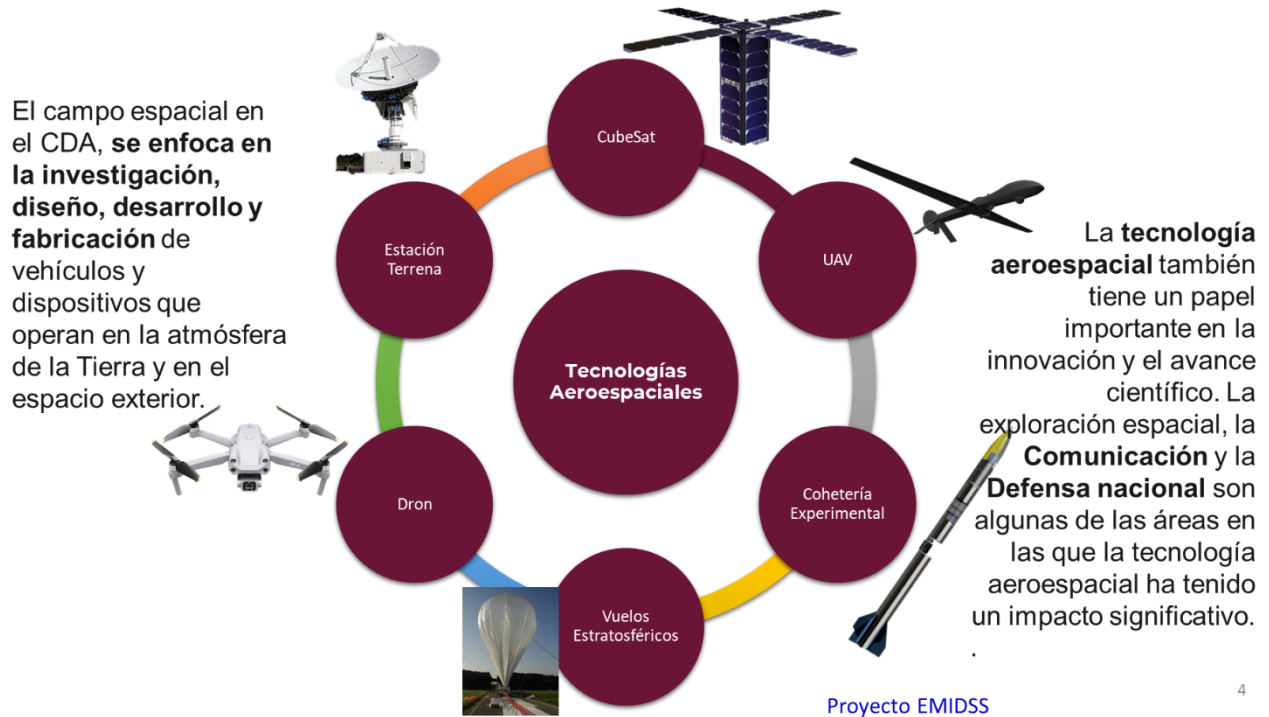 El campo espacial en
el CDA, se enfoca en
la investigación,
diseño, desarrollo y
fabricación de
vehículos y
dispositivos que
operan en la atmósfera
de la Tierra y en el
espacio exterior.
CubeSat
Estación
Terrena
UAV
Tecnologías
Aeroespaciales
Dron
Cohetería
Experimental
Vuelos
Estratosféricos
La tecnología
aeroespacial también
tiene un papel
importante en la
innovación y el avance
científico. La
exploración espacial, la
Comunicación y la
Defensa nacional son
algunas de las áreas en
las que la tecnología
aeroespacial ha tenido
un impacto significativo.
.
Proyecto EMIDSS
4